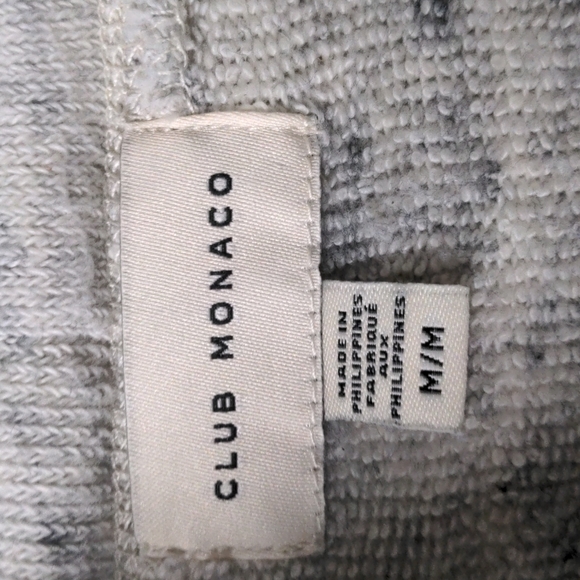 CLUB MONACO
MADE IN
PHILIPPINES
FABRIQUÉ
AUX
PHILIPPINES
M/M